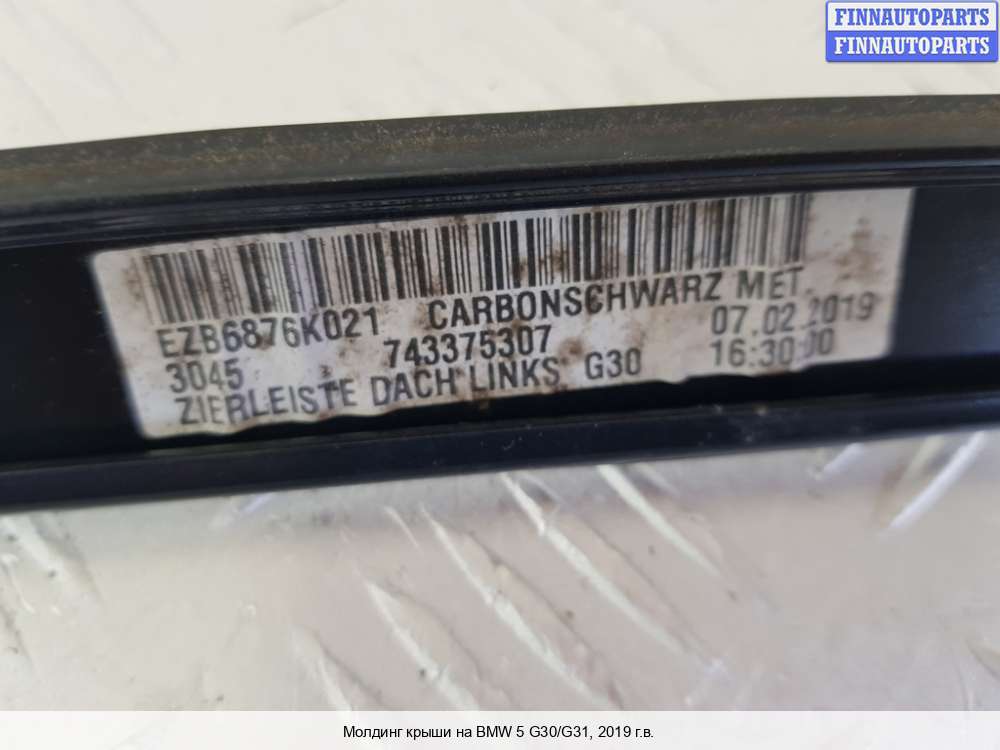 FINNAUTOPARTS
FINNAUTOPARTS
EZB6876K021 CARBONSCHWARZ MET.
3045 743375307 07.02.2019
ZIERLEISTE DACH LINKS G30 16:30:00
Молдинг крыши на BMW 5 G30/G31, 2019 г.в.